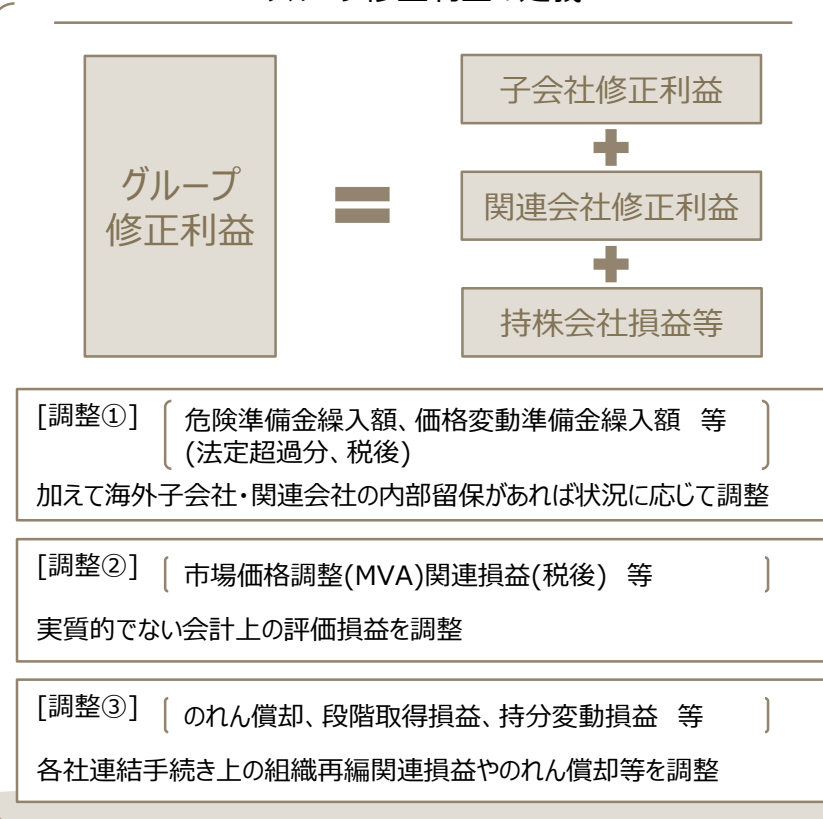 グループ
修正利益
子会社修正利益
関連会社修正利益
持株会社損益等
[調整①] 危険準備金繰入額、価格変動準備金繰入額 等
(法定超過分、税後)
加えて海外子会社・関連会社の内部留保があれば状況に応じて調整
[調整②] 市場価格調整(MVA)関連損益(税後) 等
実質的でない会計上の評価損益を調整
[調整③] のれん償却、段階取得損益、持分変動損益 等
各社連結手続き上の組織再編関連損益やのれん償却等を調整